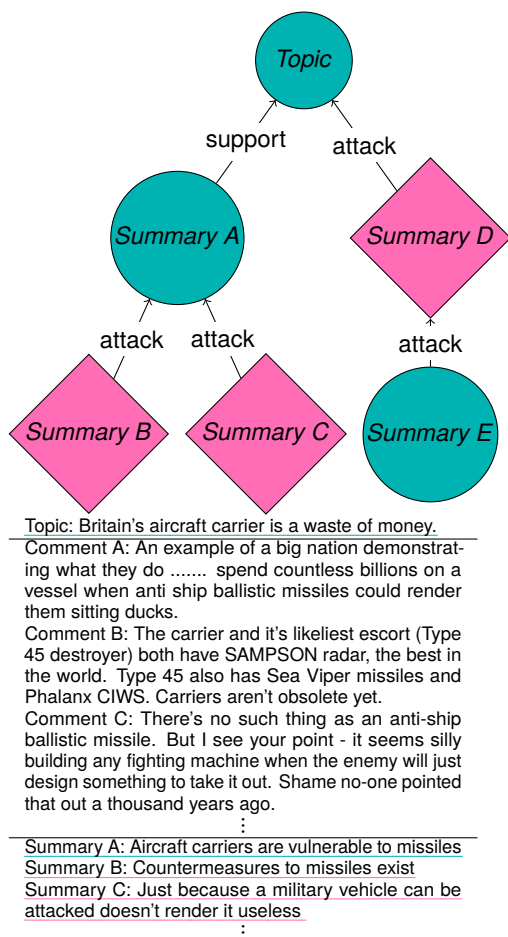 Topic
support
attack
Summary A
Summary D
attack
attack
attack
Summary B
Summary C
Summary E
Topic: Britain's aircraft carrier is a waste of money.
Comment A: An example of a big nation demonstrat-
ing what they do ....... spend countless billions on a
vessel when anti ship ballistic missiles could render
them sitting ducks.
Comment B: The carrier and it's likeliest escort (Type
45 destroyer) both have SAMPSON radar, the best in
the world. Type 45 also has Sea Viper missiles and
Phalanx CIWS. Carriers aren't obsolete yet.
Comment C: There's no such thing as an anti-ship
ballistic missile. But I see your point - it seems silly
building any fighting machine when the enemy will just
design something to take it out. Shame no-one pointed
that out a thousand years ago.
⋮
Summary A: Aircraft carriers are vulnerable to missiles
Summary B: Countermeasures to missiles exist
Summary C: Just because a military vehicle can be
attacked doesn't render it useless
⋮